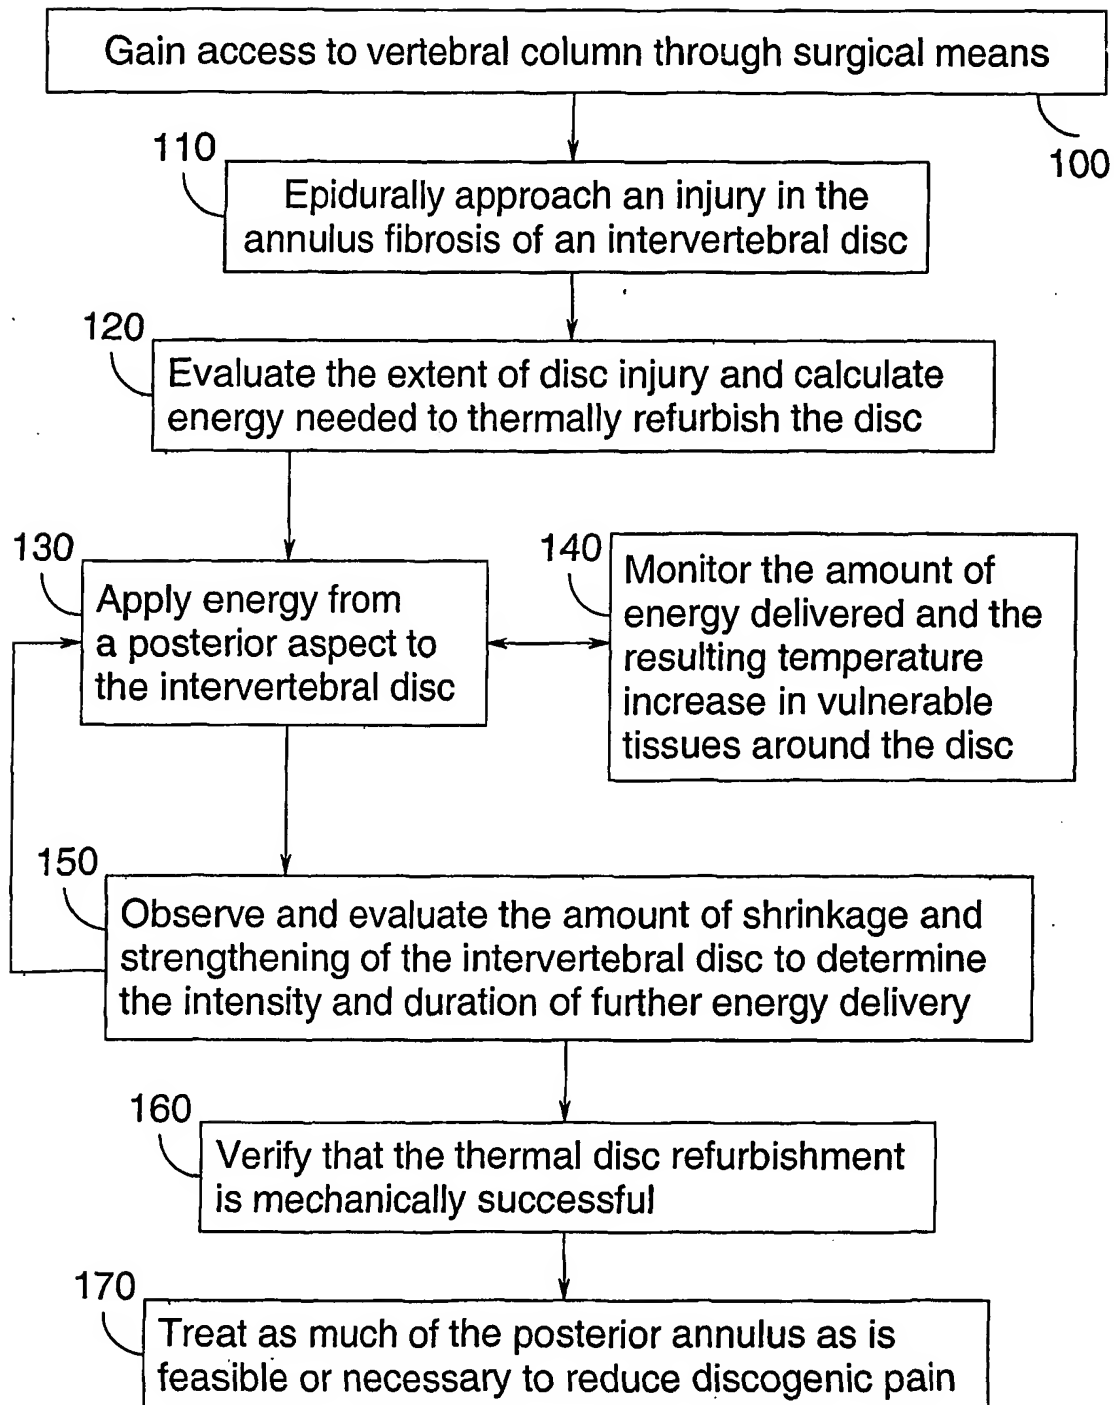 Gain access to vertebral column through surgical means
100
110
Epidurally approach an injury in the
annulus fibrosis of an intervertebral disc
120
Evaluate the extent of disc injury and calculate
energy needed to thermally refurbish the disc
130
Apply energy from
a posterior aspect to
the intervertebral disc
140
Monitor the amount of
energy delivered and the
resulting temperature
increase in vulnerable
tissues around the disc
150
Observe and evaluate the amount of shrinkage and
strengthening of the intervertebral disc to determine
the intensity and duration of further energy delivery
160
Verify that the thermal disc refurbishment
is mechanically successful
170
Treat as much of the posterior annulus as is
feasible or necessary to reduce discogenic pain